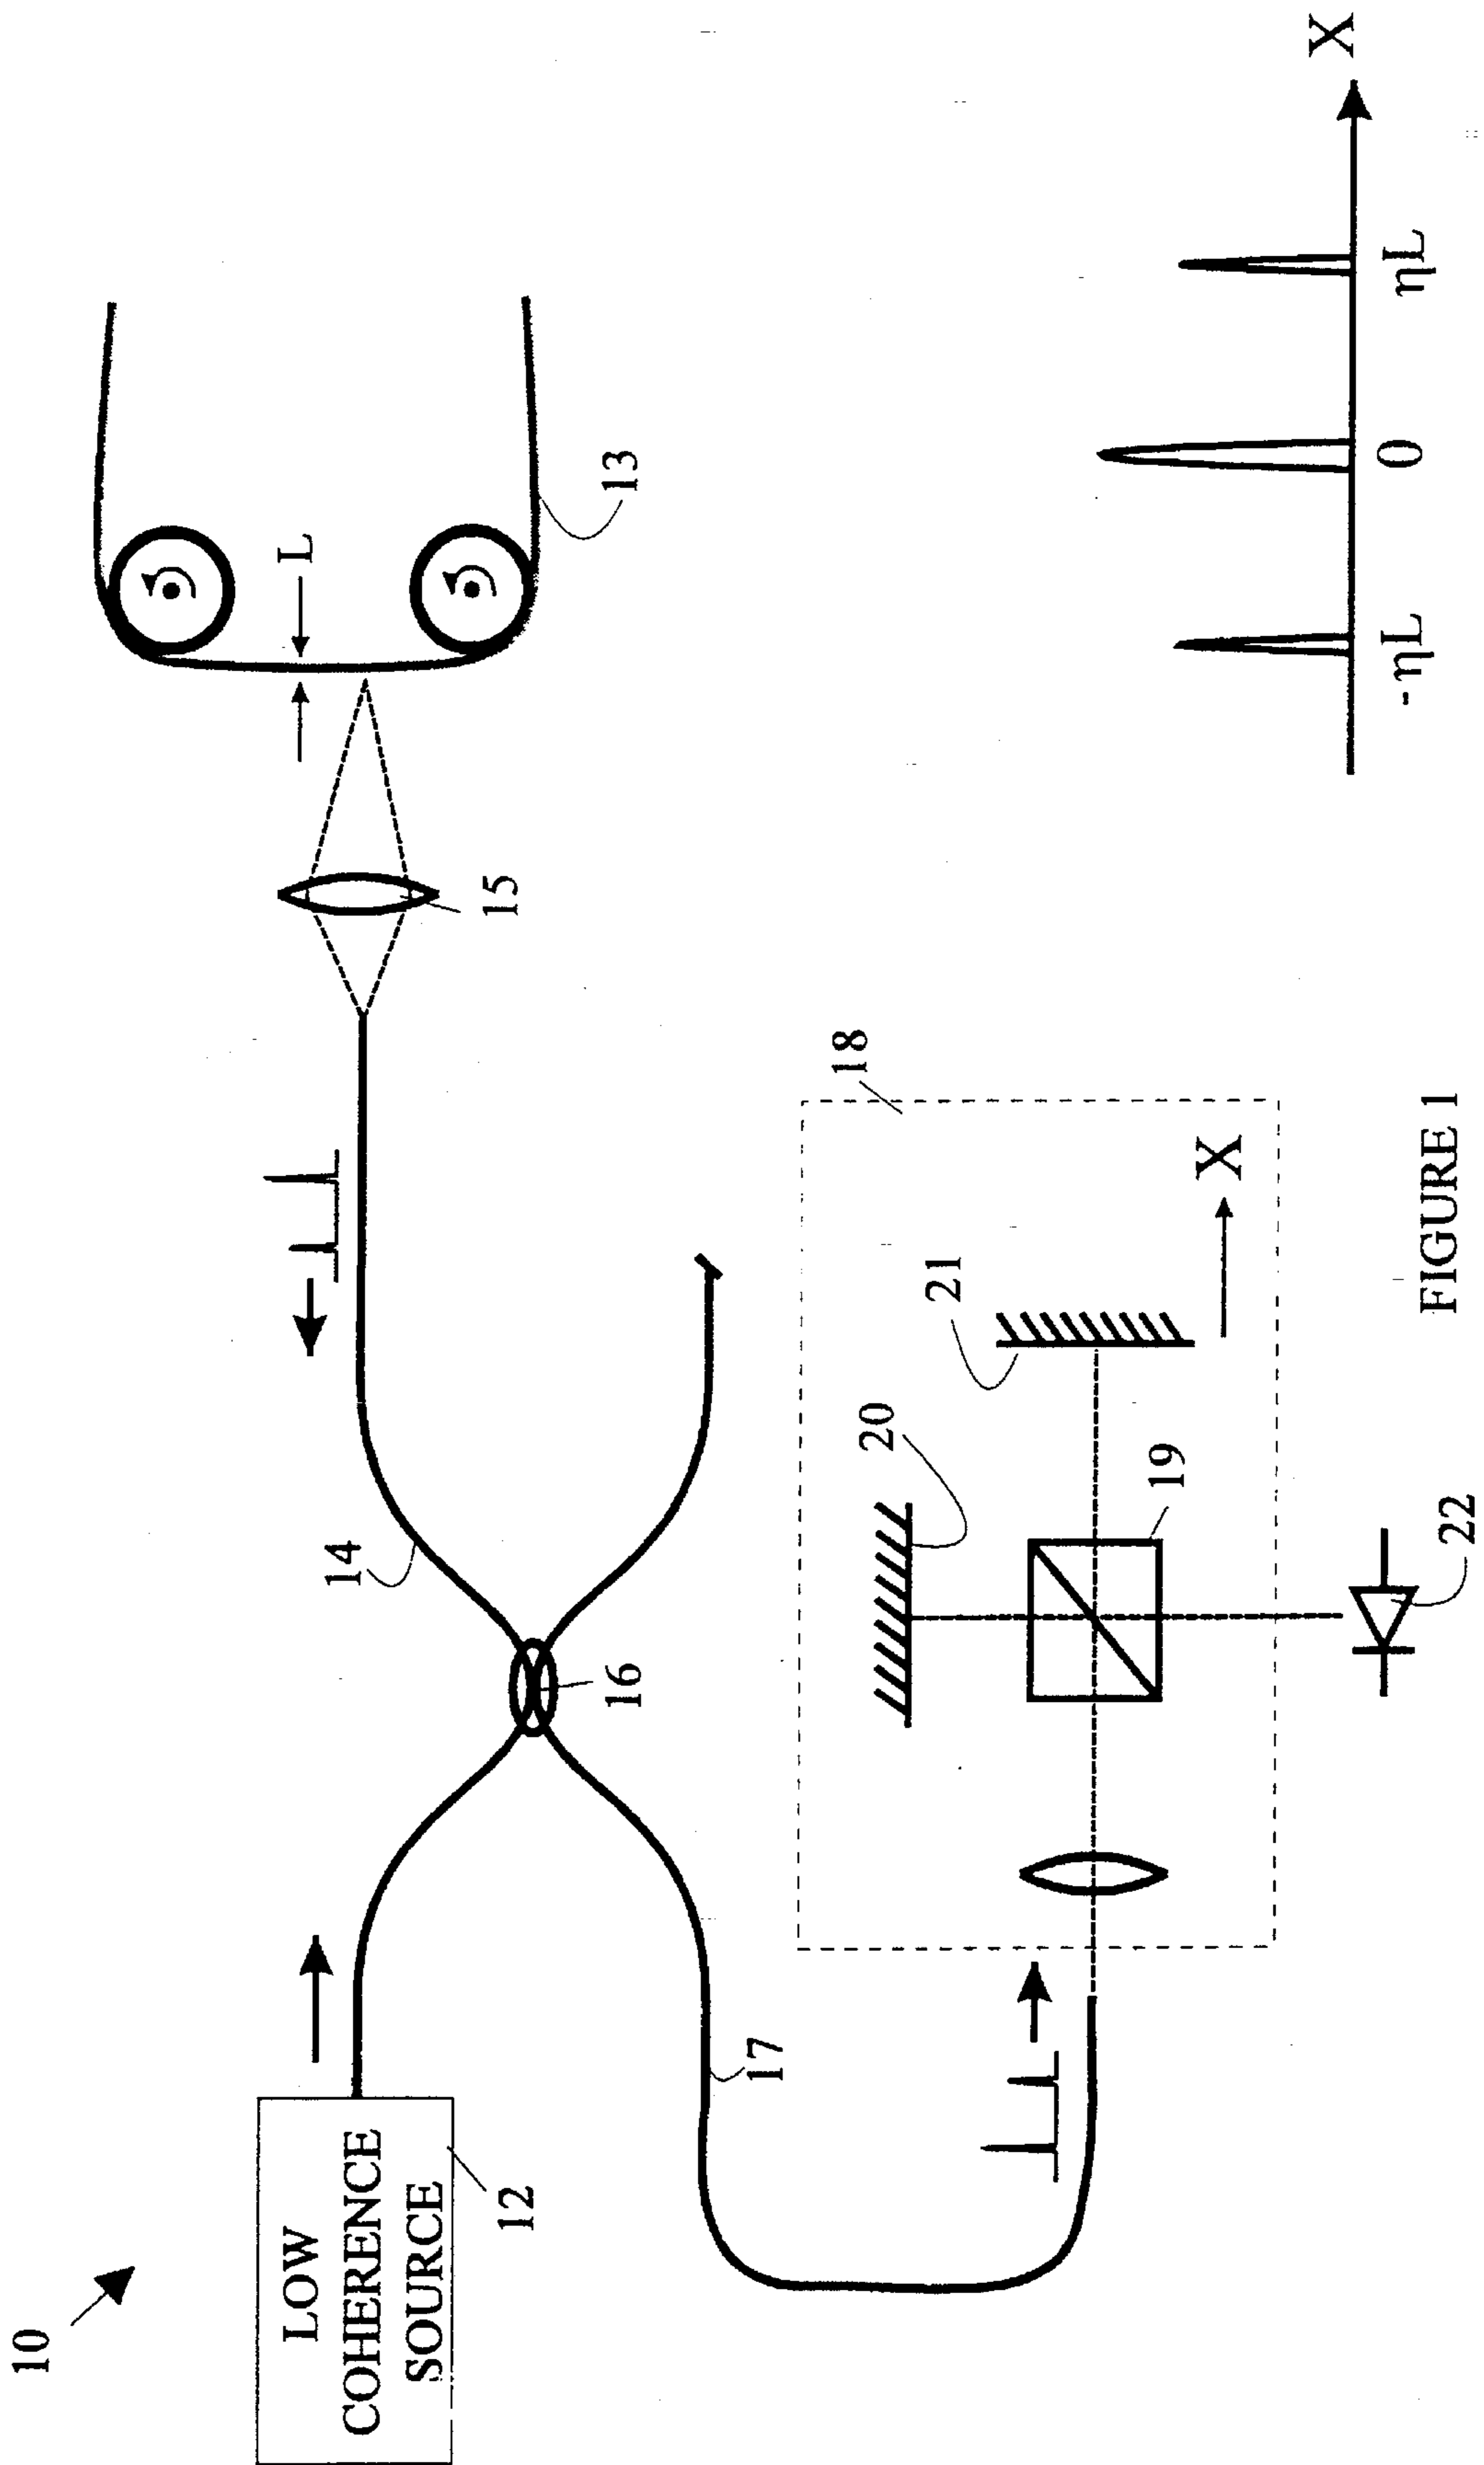 10
LOW
COHERENCE
SOURCE
12
14
16
17
15
L
13
18
20
21
X
19
22
-ηL
0
ηL
X
FIGURE 1